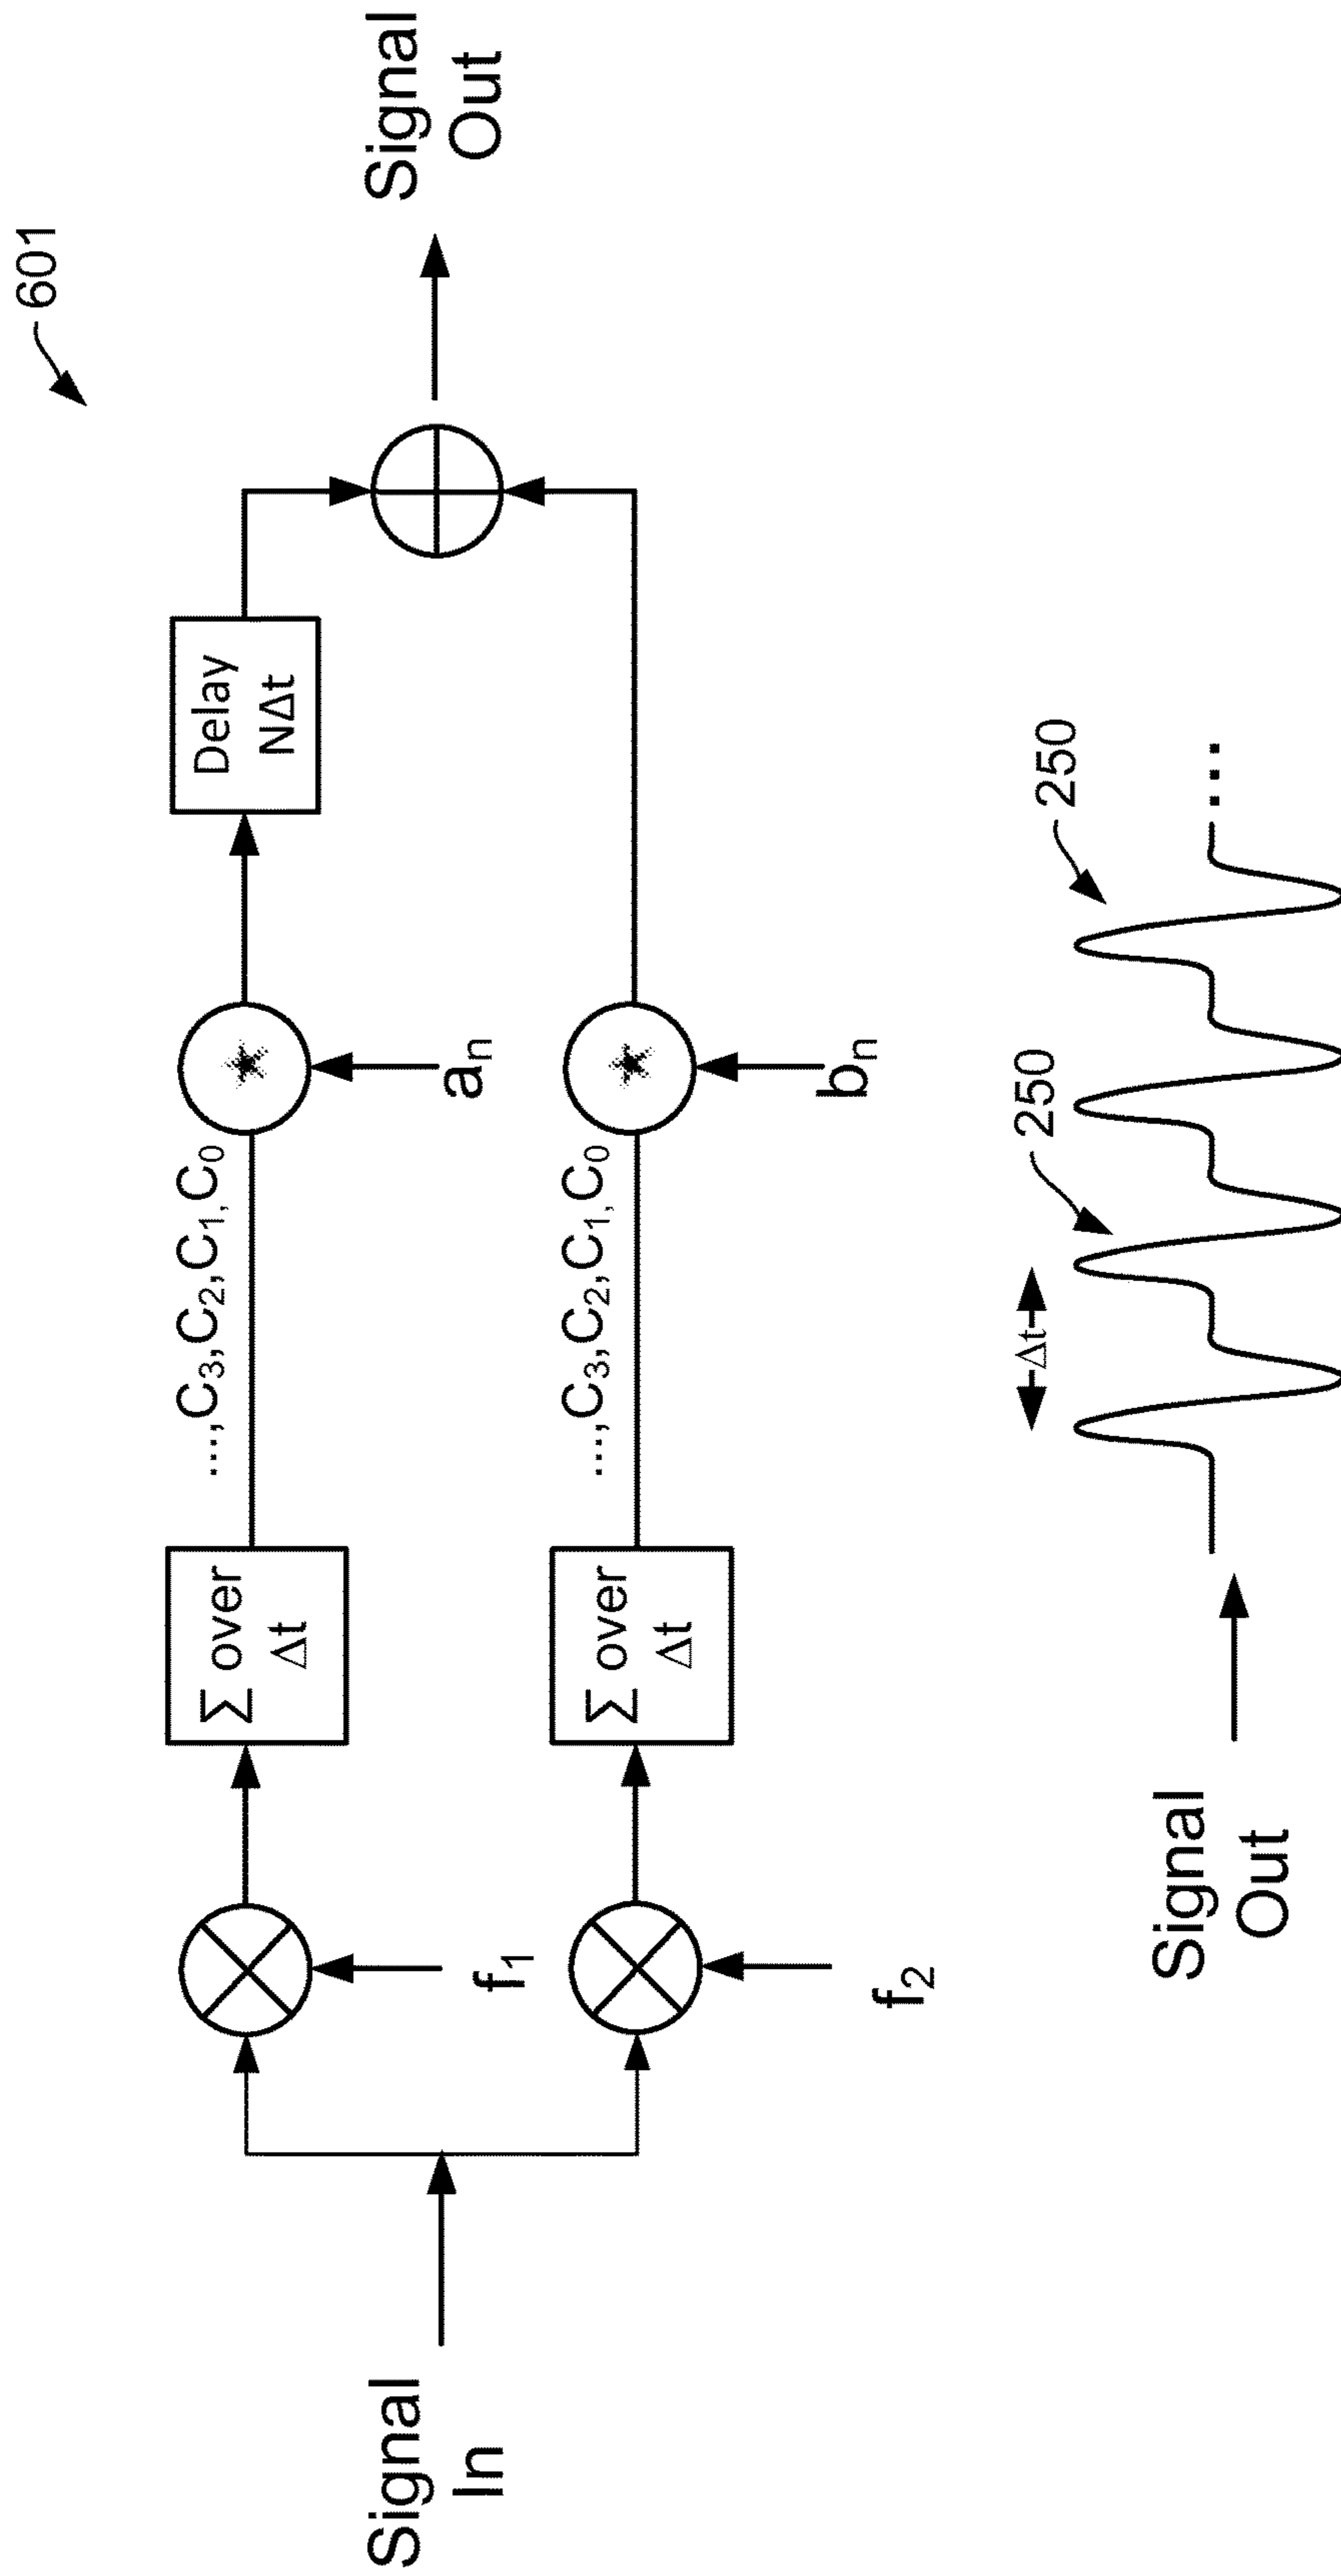 601
Signal
In
f1
f2
Σ over
Δt
Σ over
Δt
...,C3,C2,C1,C0
...,C3,C2,C1,C0
*
an
*
bn
Delay
NΔt
Signal
Out
Signal
Out
Δt
250
250
...